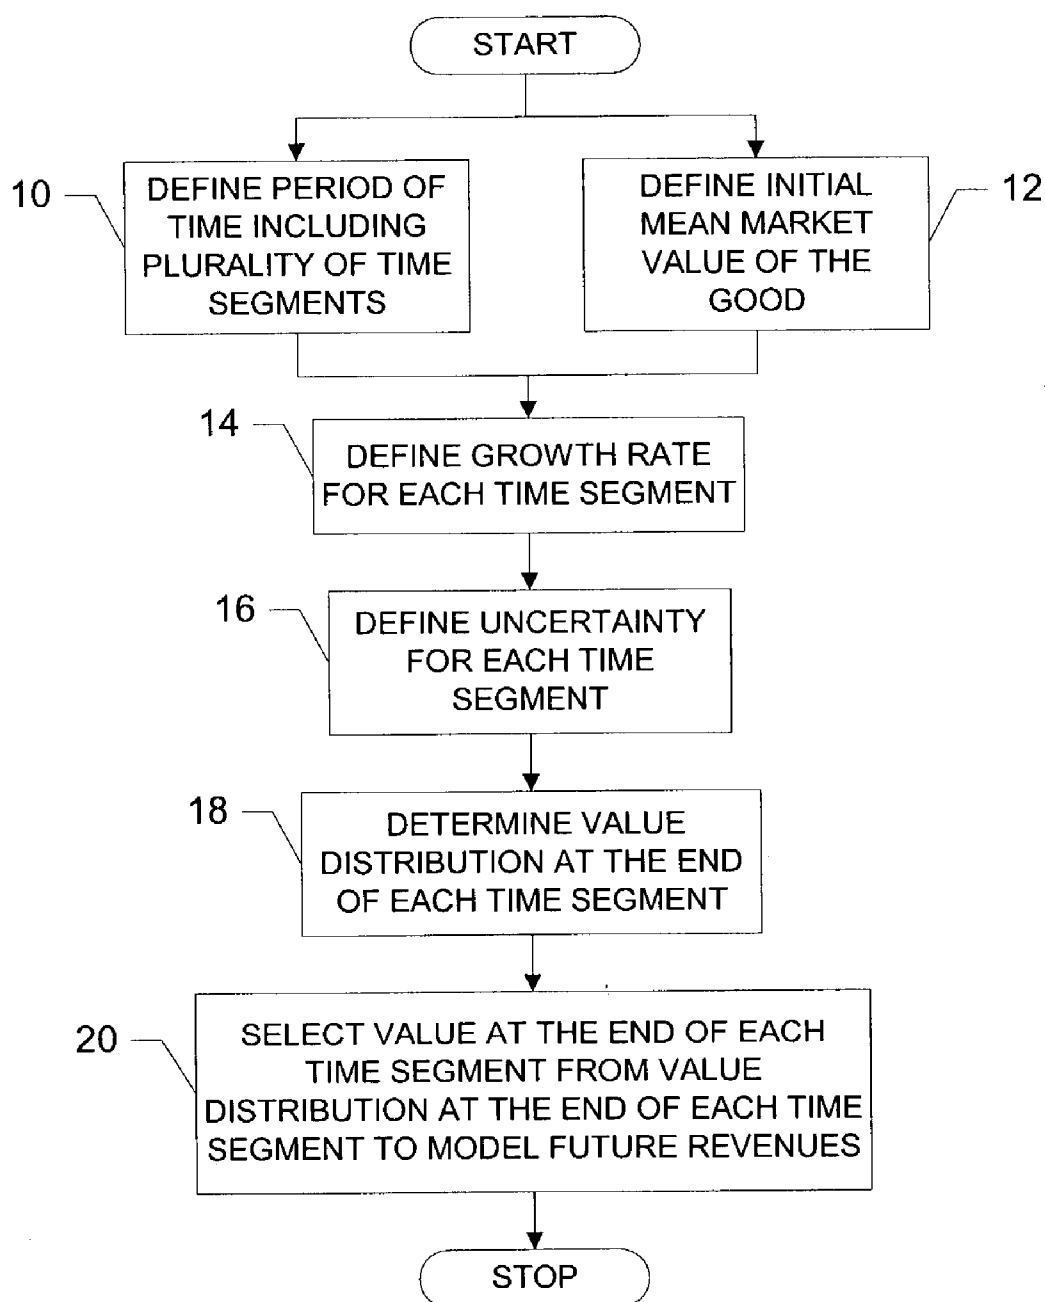 START
10
DEFINE PERIOD OF
TIME INCLUDING
PLURALITY OF TIME
SEGMENTS
DEFINE INITIAL
MEAN MARKET
VALUE OF THE
GOOD
12
14
DEFINE GROWTH RATE
FOR EACH TIME SEGMENT
16
DEFINE UNCERTAINTY
FOR EACH TIME
SEGMENT
18
DETERMINE VALUE
DISTRIBUTION AT THE END
OF EACH TIME SEGMENT
20
SELECT VALUE AT THE END OF EACH
TIME SEGMENT FROM VALUE
DISTRIBUTION AT THE END OF EACH TIME
SEGMENT TO MODEL FUTURE REVENUES
STOP